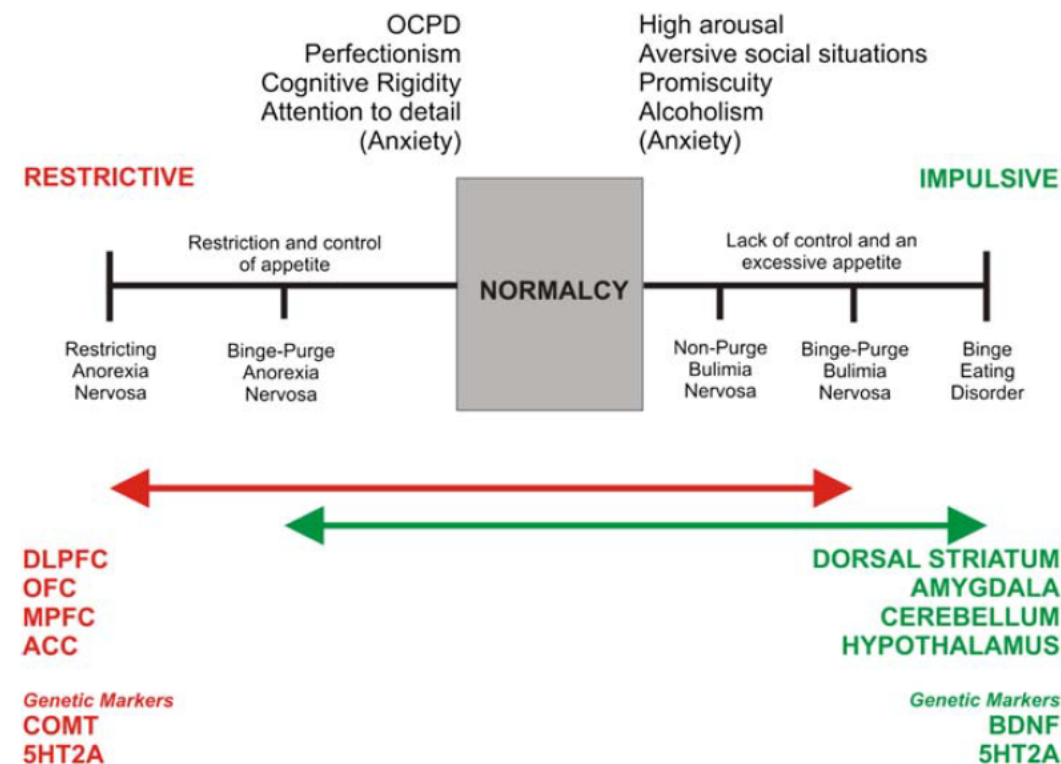 OCPD
Perfectionism
Cognitive Rigidity
Attention to detail
(Anxiety)
High arousal
Aversive social situations
Promiscuity
Alcoholism
(Anxiety)
RESTRICTIVE
IMPULSIVE
Restriction and control
of appetite
Lack of control and an
excessive appetite
NORMALCY
Restricting
Anorexia
Nervosa
Binge-Purge
Anorexia
Nervosa
Non-Purge
Bulimia
Nervosa
Binge-Purge
Bulimia
Nervosa
Binge
Eating
Disorder
DLPFC
OFC
MPFC
ACC
DORSAL STRIATUM
AMYGDALA
CEREBELLUM
HYPOTHALAMUS
Genetic Markers
COMT
5HT2A
Genetic Markers
BDNF
5HT2A